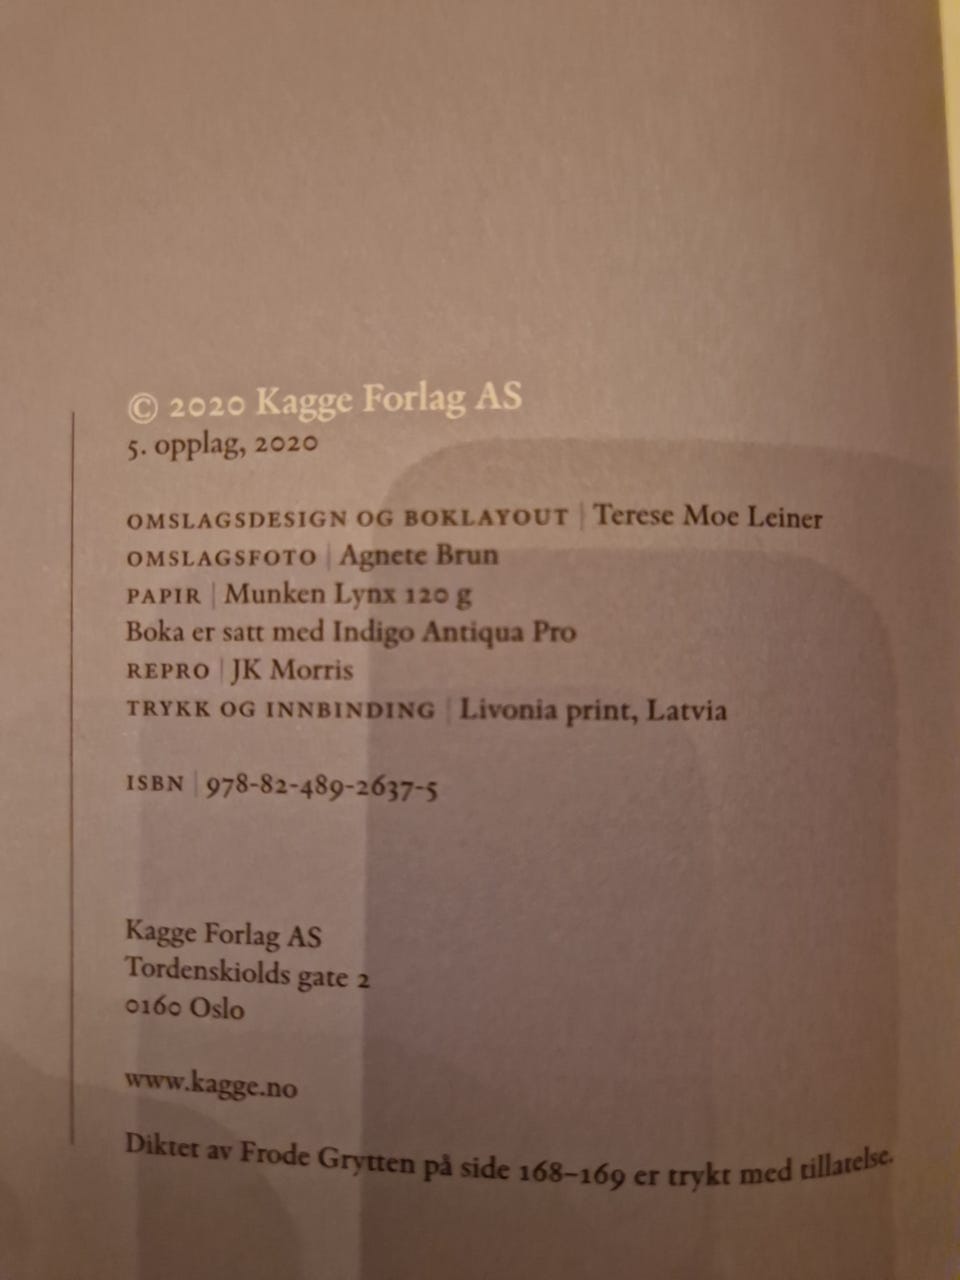 © 2020 Kagge Forlag AS
5. opplag, 2020
OMSLAGSDESIGN OG BOKLAYOUT | Terese Moe Leiner
OMSLAGSFOTO | Agnete Brun
PAPIR | Munken Lynx 120 g
Boka er satt med Indigo Antiqua Pro
REPRO | JK Morris
TRYKK OG INNBINDING | Livonia print, Latvia
ISBN | 978-82-489-2637-5
Kagge Forlag AS
Tordenskiolds gate 2
0160 Oslo
www.kagge.no
Diktet av Frode Grytten på side 168–169 er trykt med tillatelse.